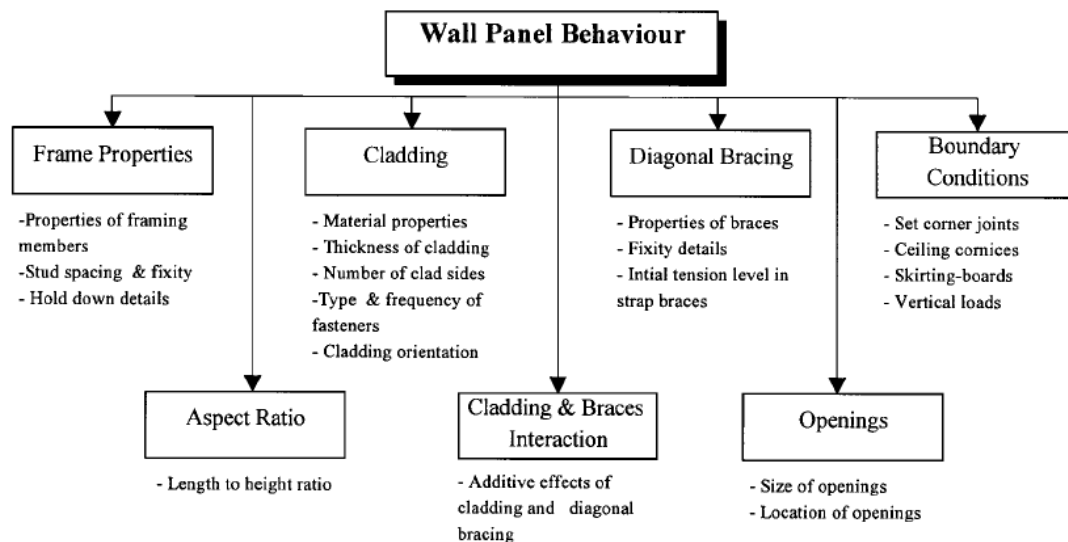 Wall Panel Behaviour
Frame Properties
-Properties of framing
members
-Stud spacing & fixity
- Hold down details
Cladding
- Material properties
- Thickness of cladding
- Number of clad sides
-Type & frequency of
fasteners
- Cladding orientation
Diagonal Bracing
- Properties of braces
- Fixity details
- Intial tension level in
strap braces
Boundary
Conditions
- Set corner joints
- Ceiling cornices
- Skirting-boards
- Vertical loads
Aspect Ratio
- Length to height ratio
Cladding & Braces
Interaction
- Additive effects of
cladding and diagonal
bracing
Openings
- Size of openings
- Location of openings